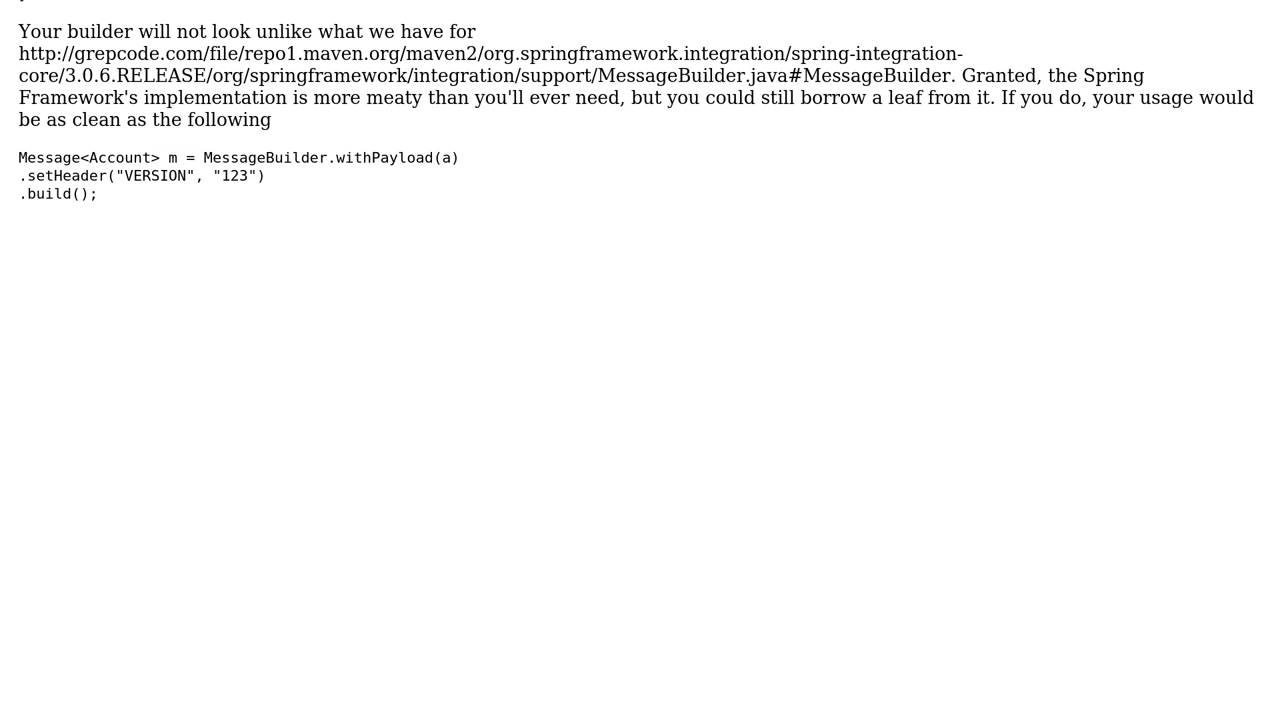 Your builder will not look unlike what we have for
http://grepcode.com/file/repo1.maven.org/maven2/org.springframework.integration/spring-integration-
core/3.0.6.RELEASE/org/springframework/integration/support/MessageBuilder.java#MessageBuilder. Granted, the Spring
Framework's implementation is more meaty than you'll ever need, but you could still borrow a leaf from it. If you do, your usage would
be as clean as the following
Message<Account> m = MessageBuilder.withPayload(a)
.setHeader("VERSION", "123")
.build();